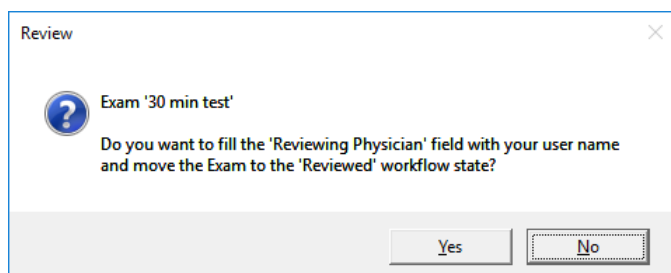 Review
Exam '30 min test'
Do you want to fill the 'Reviewing Physician' field with your user name
and move the Exam to the 'Reviewed' workflow state?
Yes
No